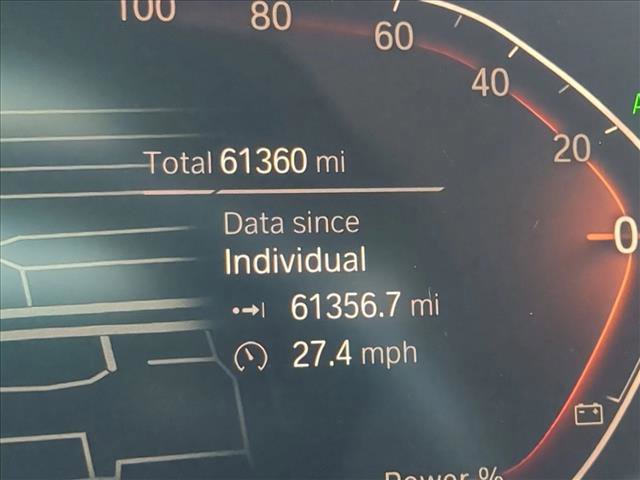 100
80
60
40
20
0
Total 61360 mi
Data since
Individual
61356.7 mi
27.4 mph
Power %